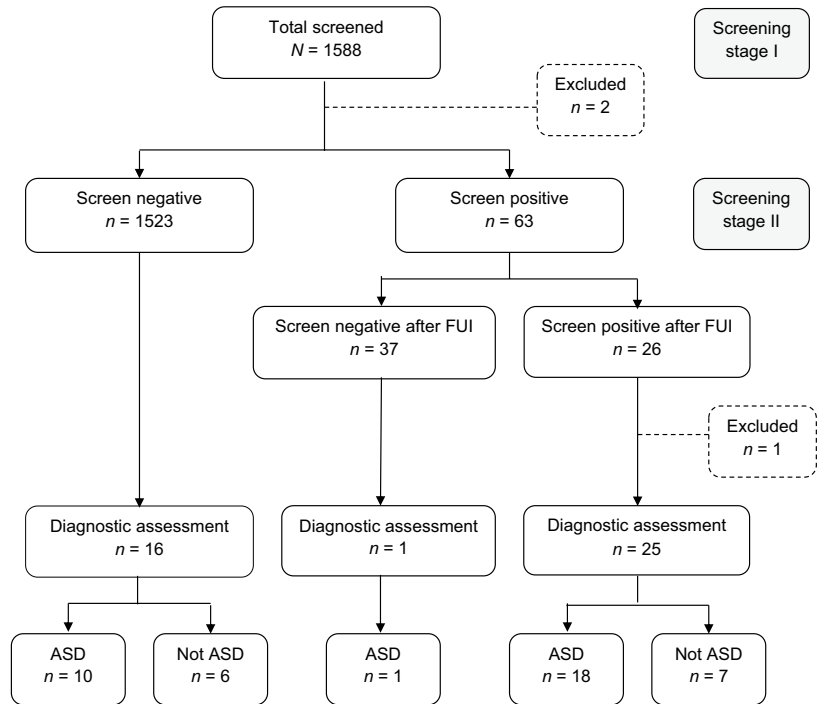 Total screened
N = 1588
Screening
stage I
Excluded
n = 2
Screen negative
n = 1523
Screen positive
n = 63
Screening
stage II
Screen negative after FUI
n = 37
Screen positive after FUI
n = 26
Excluded
n = 1
Diagnostic assessment
n = 16
Diagnostic assessment
n = 1
Diagnostic assessment
n = 25
ASD
n = 10
Not ASD
n = 6
ASD
n = 1
ASD
n = 18
Not ASD
n = 7